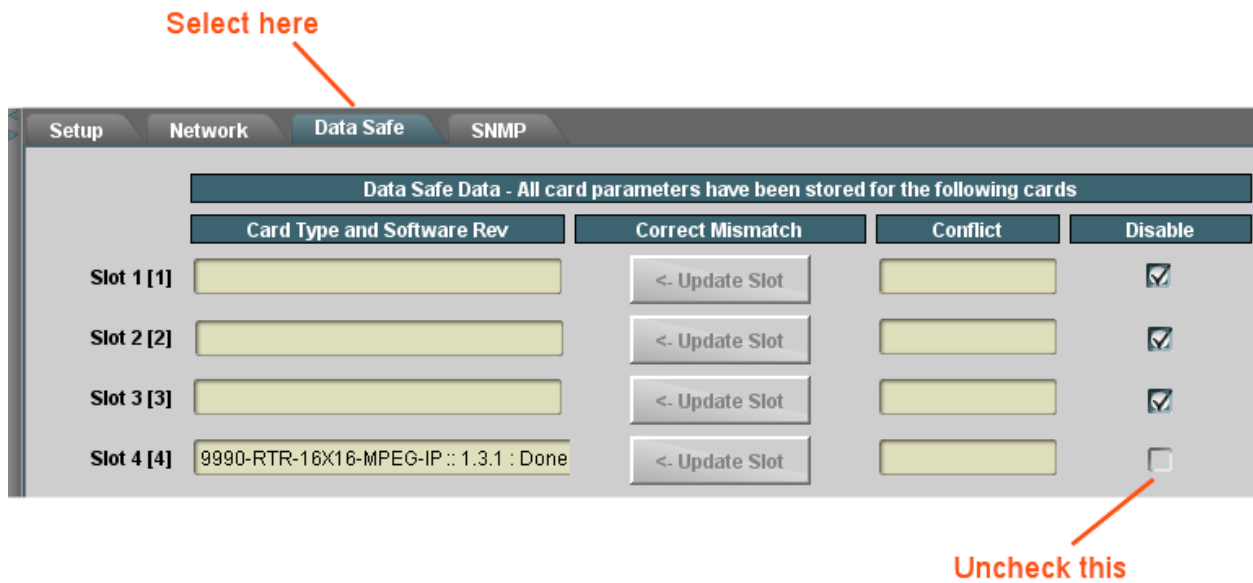 Select here
Setup Network Data Safe SNMP
Data Safe Data - All card parameters have been stored for the following cards
Card Type and Software Rev Correct Mismatch Conflict Disable
Slot 1 [1] <- Update Slot
Slot 2 [2] <- Update Slot
Slot 3 [3] <- Update Slot
Slot 4 [4] 9990-RTR-16X16-MPEG-IP :: 1.3.1 : Done <- Update Slot
Uncheck this